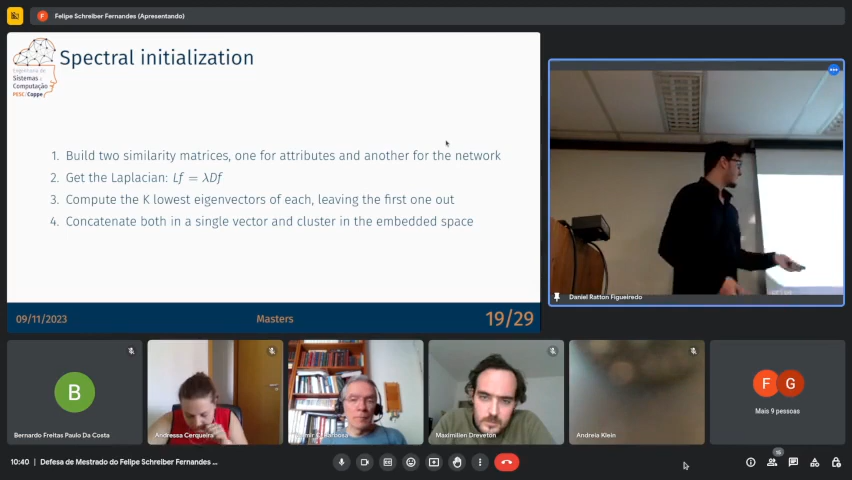 Felipe Schreiber Fernandes (Apresentando)
Spectral initialization
Engenharia de
Sistemas e
Computação
PESC / Coppe
1. Build two similarity matrices, one for attributes and another for the network
2. Get the Laplacian: Lf = λDf
3. Compute the K lowest eigenvectors of each, leaving the first one out
4. Concatenate both in a single vector and cluster in the embedded space
09/11/2023 Masters 19/29
Daniel Ratton Figueiredo
B
F G
Mais 9 pessoas
Bernardo Freitas Paulo Da Costa
Andressa Cerqueira
Barbosa
Maximilien Dreveton
Andreia Klein
10:40 | Defesa de Mestrado do Felipe Schreiber Fernandes ...